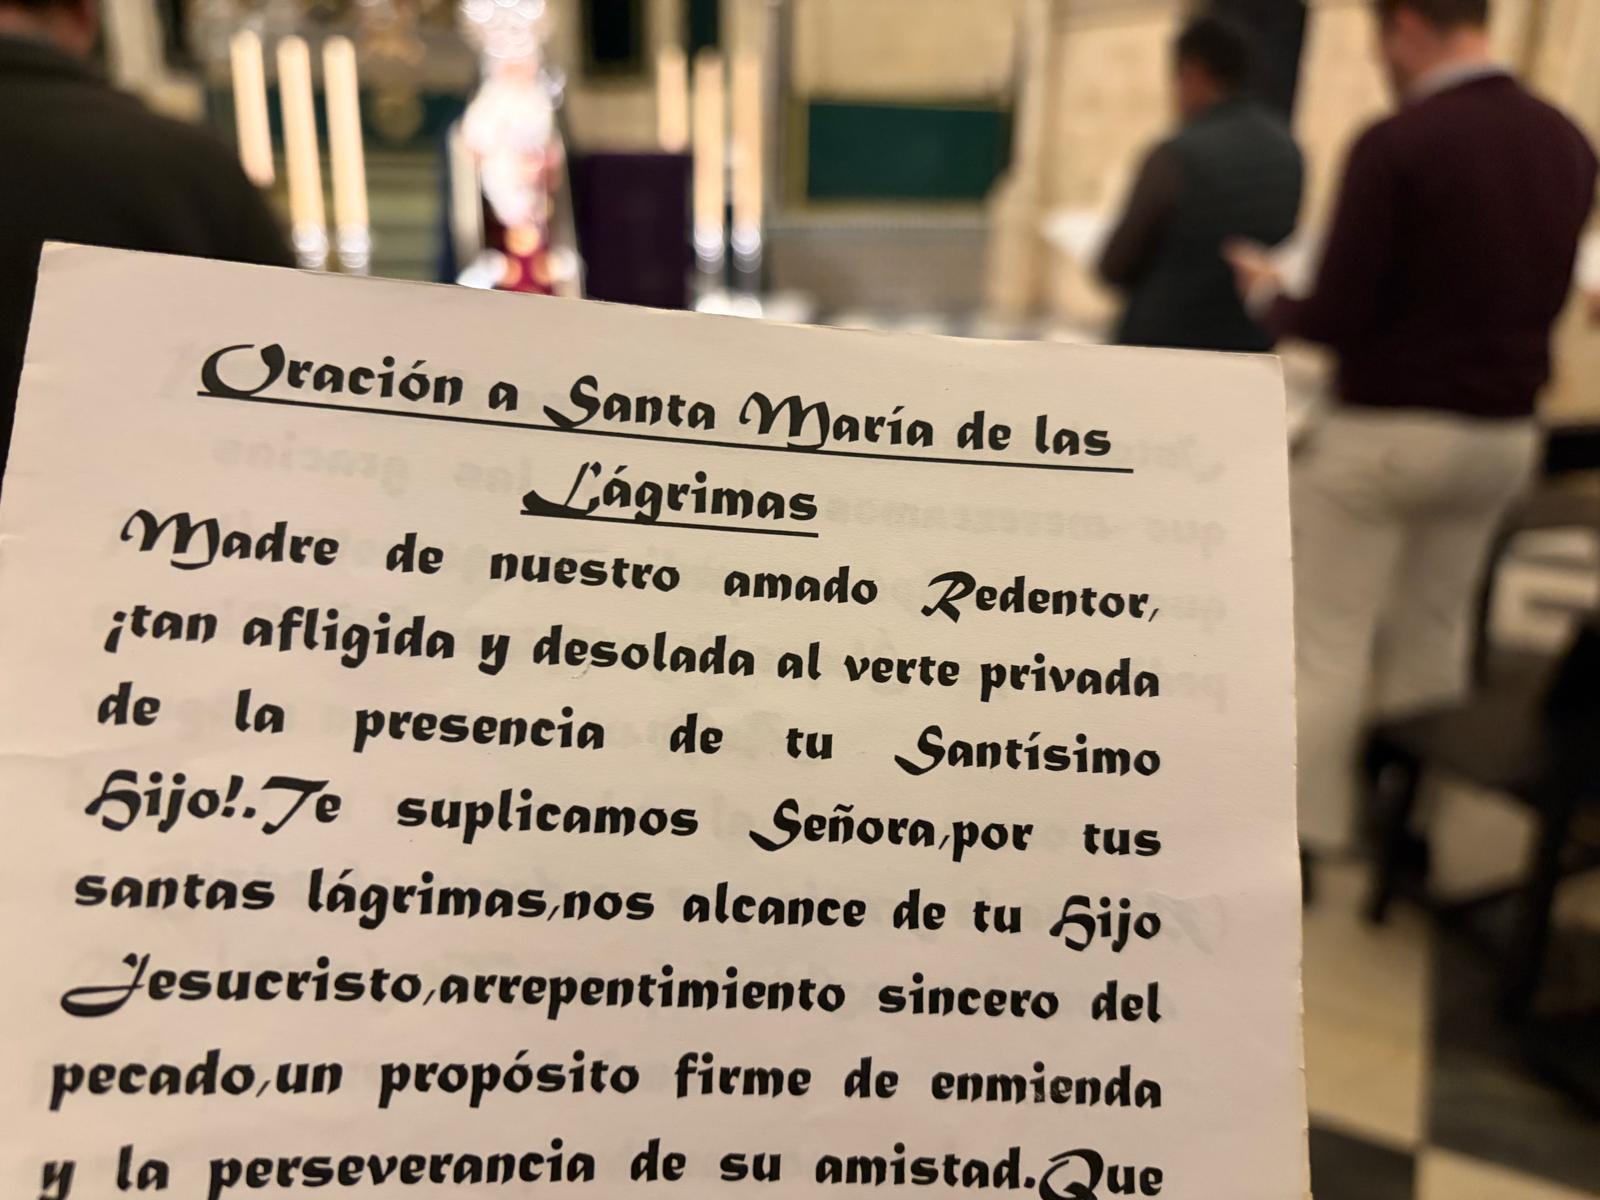 Oración a Santa María de las
Lágrimas
Madre de nuestro amado Redentor,
¡tan afligida y desolada al verte privada
de la presencia de tu Santísimo
Hijo!.Te suplicamos Señora,por tus
santas lágrimas,nos alcance de tu Hijo
Jesucristo,arrepentimiento sincero del
pecado,un propósito firme de enmienda
y la perseverancia de su amistad.Que